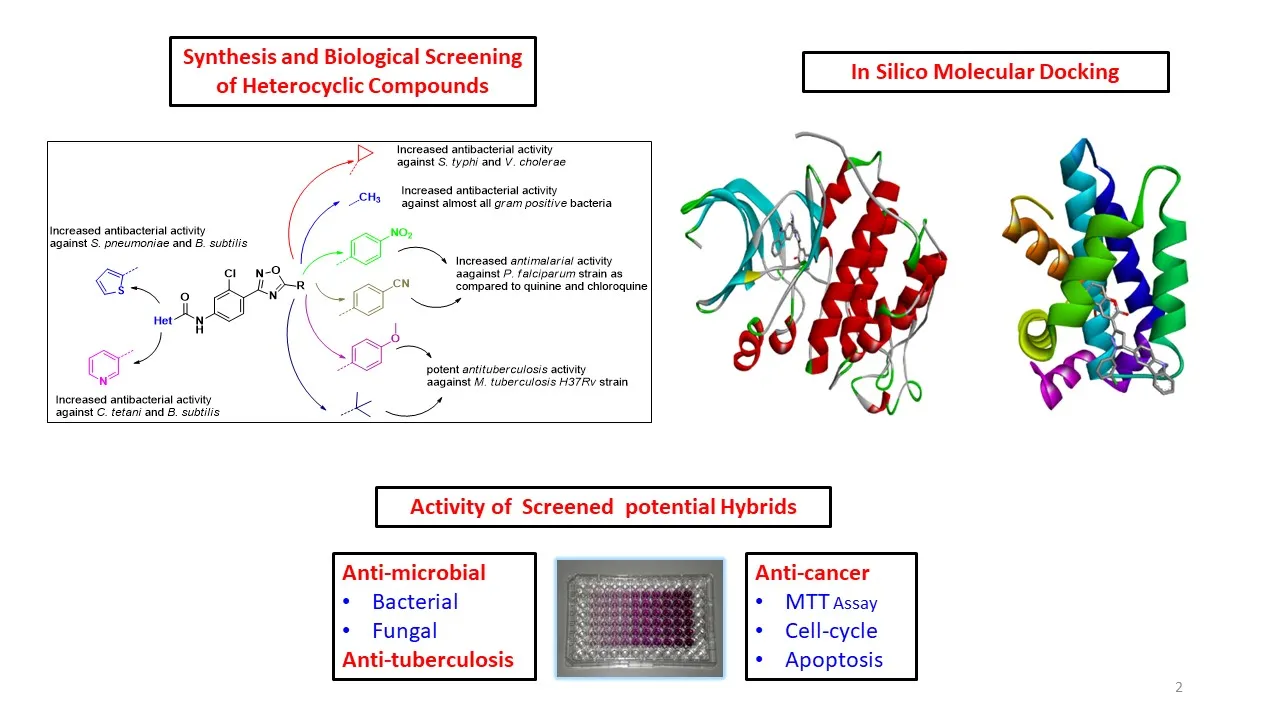 Synthesis and Biological Screening
of Heterocyclic Compounds
In Silico Molecular Docking
Increased antibacterial activity
against S. typhi and V. cholerae
CH3
Increased antibacterial activity
against almost all gram positive bacteria
Increased antibacterial activity
against S. pneumoniae and B. subtilis
NO2
Increased antimalarial activity
aagainst P. falciparum strain as
compared to quinine and chloroquine
S
Cl
N
O
N
R
CN
O
Het
N
H
O
N
potent antituberculosis activity
aagainst M. tuberculosis H37Rv strain
Increased antibacterial activity
against C. tetani and B. subtilis
Activity of Screened potential Hybrids
Anti-microbial
• Bacterial
• Fungal
Anti-tuberculosis
Anti-cancer
• MTT Assay
• Cell-cycle
• Apoptosis
2